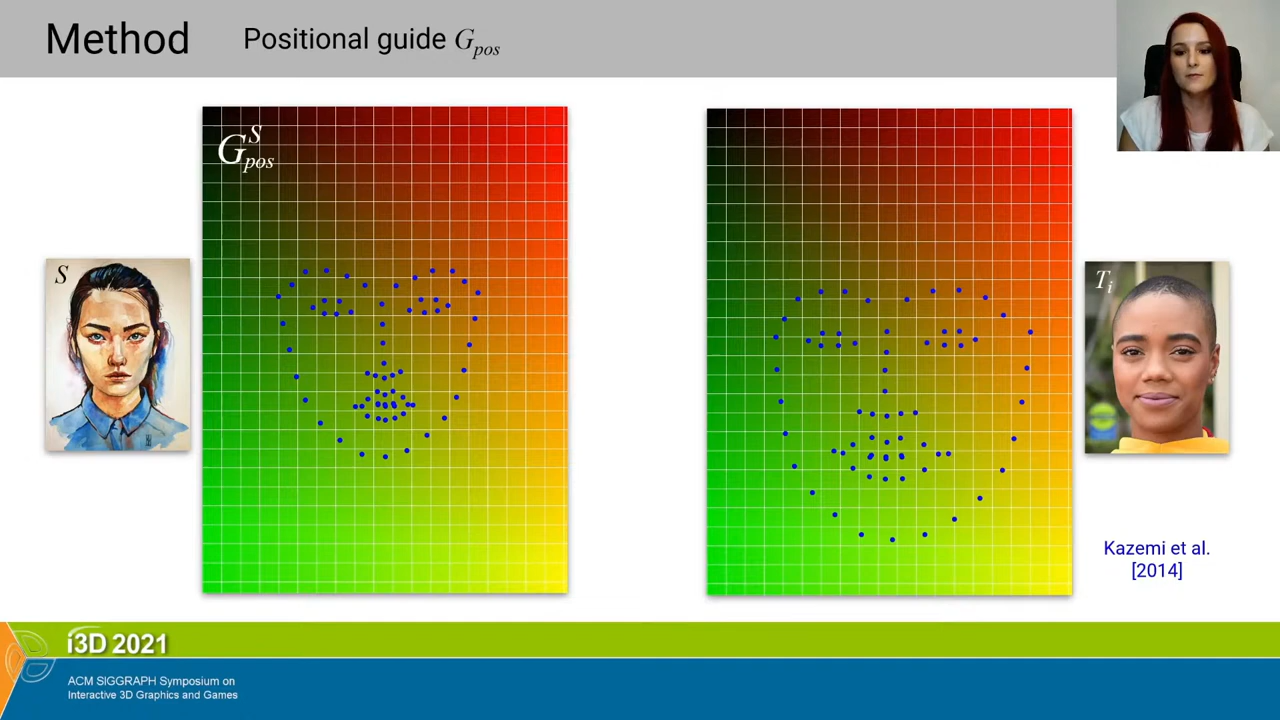 Method
Positional guide G_pos
G^S_pos
S
T_i
Kazemi et al.
[2014]
i3D 2021
ACM SIGGRAPH Symposium on
Interactive 3D Graphics and Games